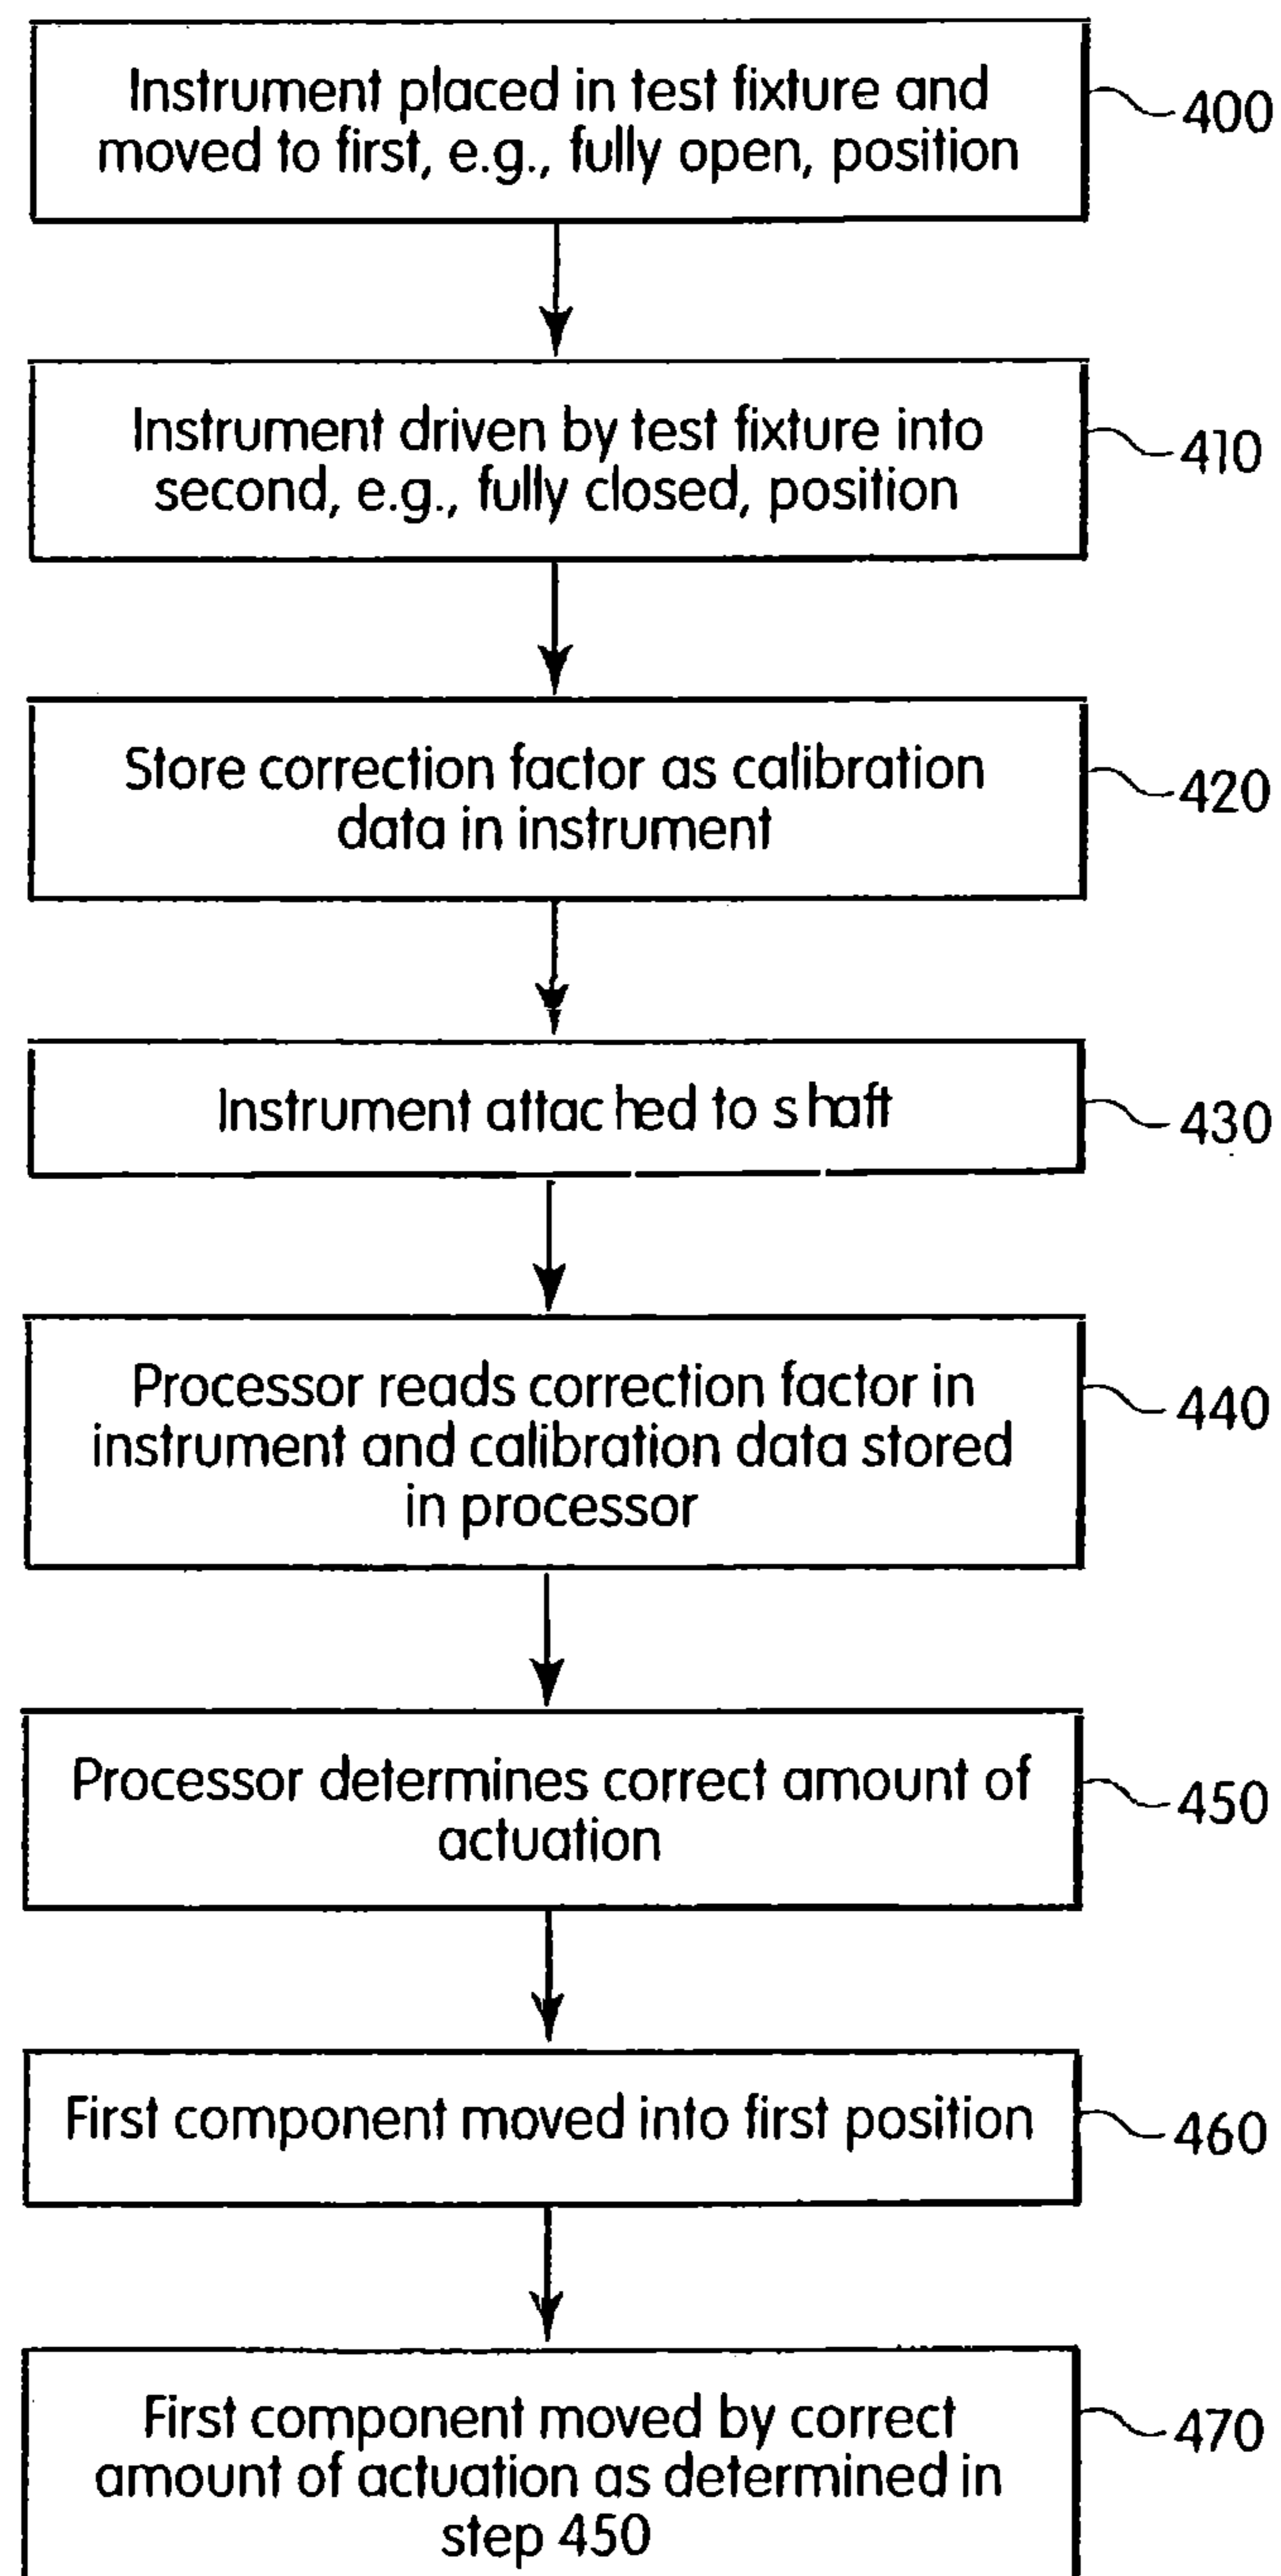 Instrument placed in test fixture and
moved to first, e.g., fully open, position
400
Instrument driven by test fixture into
second, e.g., fully closed, position
410
Store correction factor as calibration
data in instrument
420
Instrument attached to shaft
430
Processor reads correction factor in
instrument and calibration data stored
in processor
440
Processor determines correct amount of
actuation
450
First component moved into first position
460
First component moved by correct
amount of actuation as determined in
step 450
470